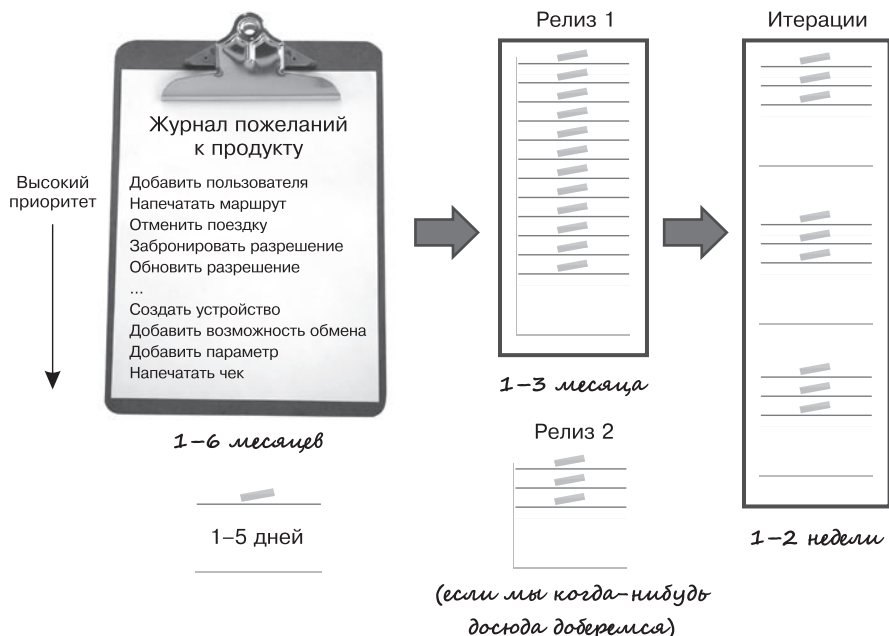 Релиз 1
Итерации
Журнал пожеланий
к продукту
Высокий
приоритет
Добавить пользователя
Напечатать маршрут
Отменить поездку
Забронировать разрешение
Обновить разрешение
...
Создать устройство
Добавить возможность обмена
Добавить параметр
Напечатать чек
1–6 месяцев
1–3 месяца
Релиз 2
1–5 дней
1–2 недели
(если мы когда-нибудь
досюда доберемся)